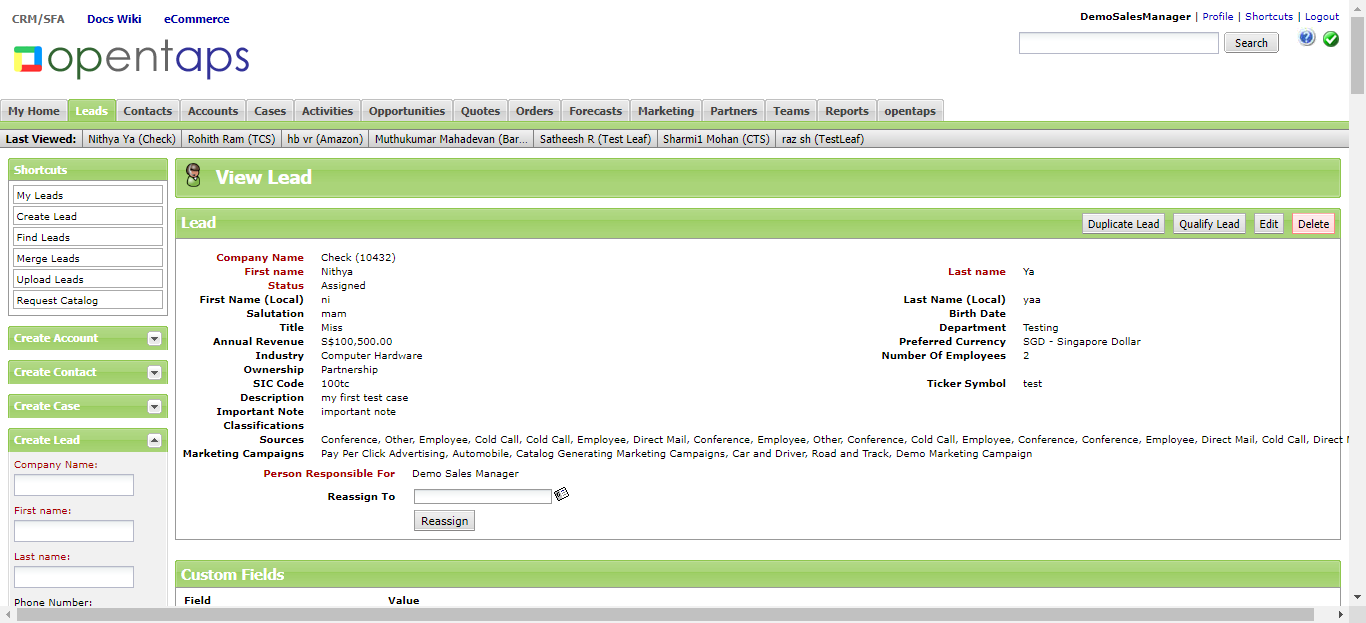 CRM/SFA Docs Wiki eCommerce
DemoSalesManager | Profile | Shortcuts | Logout
opentaps
Search
My Home Leads Contacts Accounts Cases Activities Opportunities Quotes Orders Forecasts Marketing Partners Teams Reports opentaps
Last Viewed: Nithya Ya (Check) Rohith Ram (TCS) hb vr (Amazon) Muthukumar Mahadevan (Bar... Satheesh R (Test Leaf) Sharmi1 Mohan (CTS) raz sh (TestLeaf)
Shortcuts
My Leads
Create Lead
Find Leads
Merge Leads
Upload Leads
Request Catalog
Create Account
Create Contact
Create Case
Create Lead
Company Name:
First name:
Last name:
Phone Number:
View Lead
Lead Duplicate Lead Qualify Lead Edit Delete
Company Name Check (10432)
First name Nithya Last name Ya
Status Assigned
First Name (Local) ni Last Name (Local) yaa
Salutation mam Birth Date
Title Miss Department Testing
Annual Revenue S$100,500.00 Preferred Currency SGD - Singapore Dollar
Industry Computer Hardware Number Of Employees 2
Ownership Partnership
SIC Code 100tc Ticker Symbol test
Description my first test case
Important Note important note
Classifications
Sources Conference, Other, Employee, Cold Call, Cold Call, Employee, Direct Mail, Conference, Employee, Other, Conference, Cold Call, Employee, Conference, Conference, Employee, Direct Mail, Cold Call, Direct M
Marketing Campaigns Pay Per Click Advertising, Automobile, Catalog Generating Marketing Campaigns, Car and Driver, Road and Track, Demo Marketing Campaign
Person Responsible For Demo Sales Manager
Reassign To
Reassign
Custom Fields
Field Value